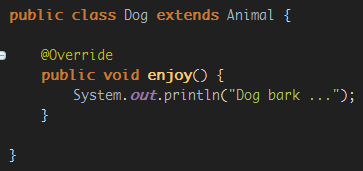 public class Dog extends Animal {
@Override
public void enjoy() {
System.out.println("Dog bark ...");
}
}